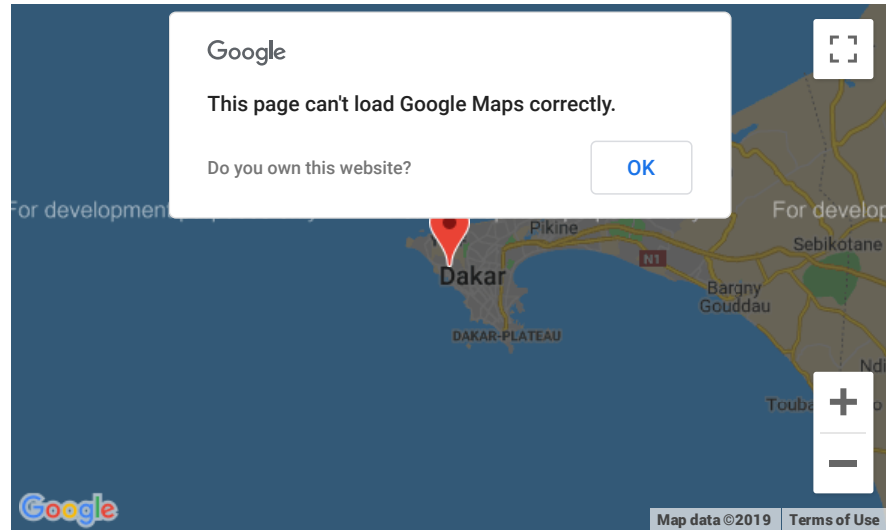 Google
This page can't load Google Maps correctly.
Do you own this website?
OK
For development
For develop
Pikine
Sebikotane
N1
Dakar
Bargny
Gouddau
DAKAR-PLATEAU
Ndi
Touba
Google
Map data ©2019
Terms of Use